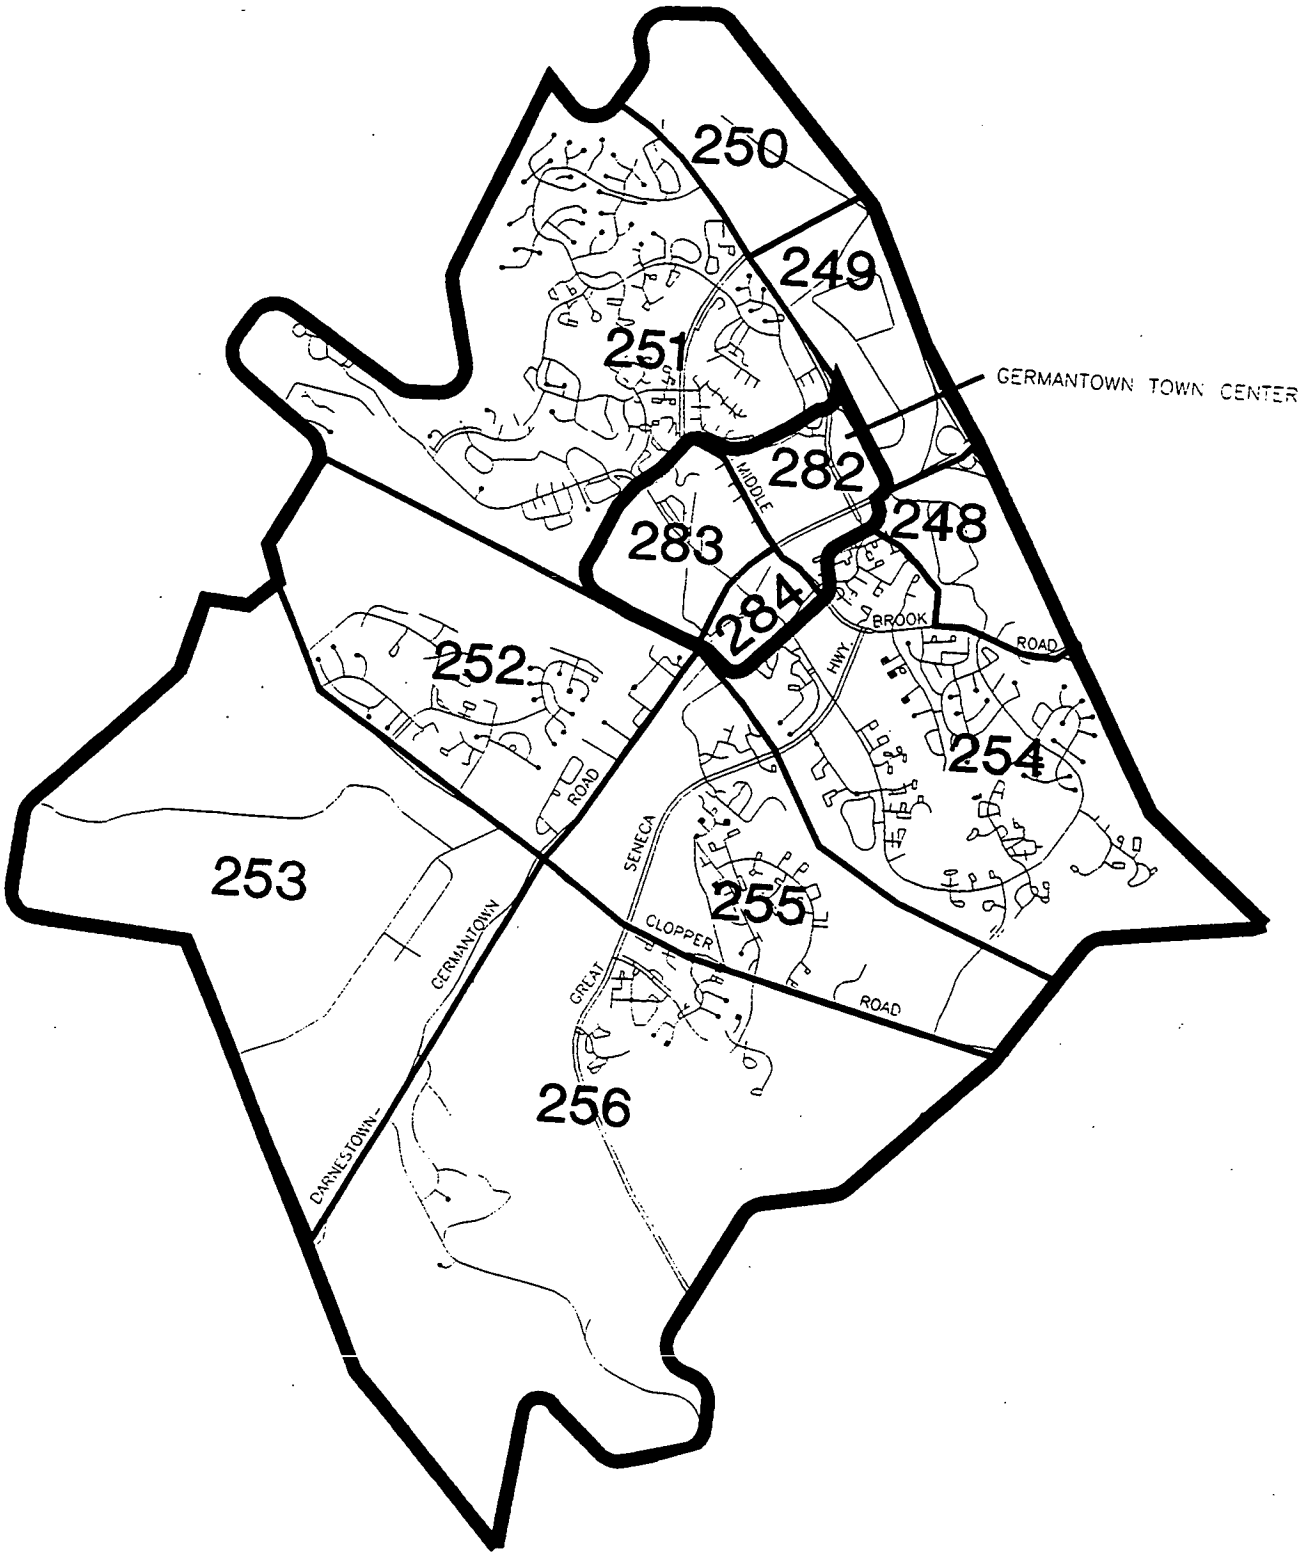 250
249
251
GERMANTOWN TOWN CENTER
282
MIDDLE
248
283
284
BROOK
ROAD
HWY.
252
254
ROAD
SENECA
253
255
CLOPPER
GERMANTOWN
GREAT
ROAD
256
DARNESTOWN-